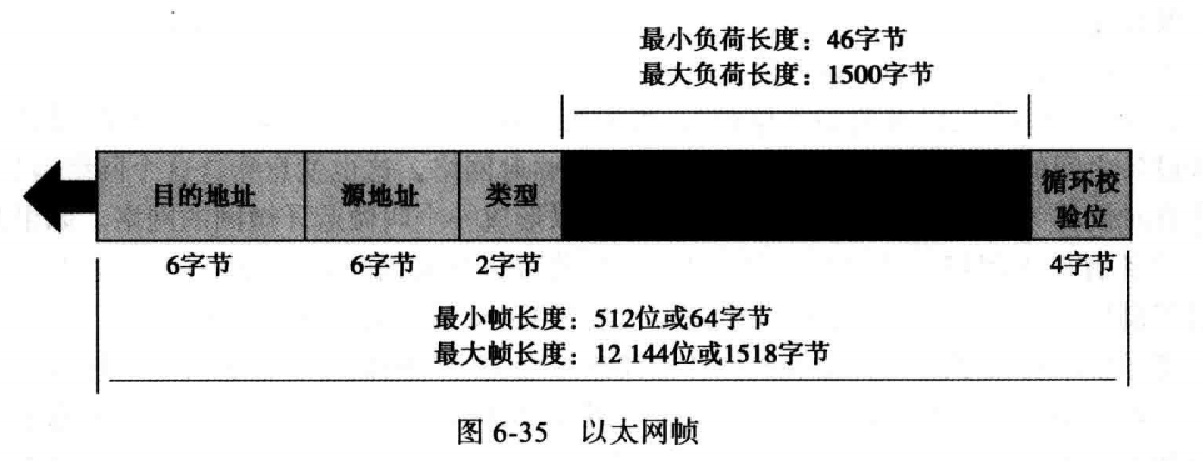 最小负荷长度：46字节
最大负荷长度：1500字节
目的地址
源地址
类型
循环校
验位
6字节
6字节
2字节
4字节
最小帧长度：512位或64字节
最大帧长度：12 144位或1518字节
图 6-35 以太网帧